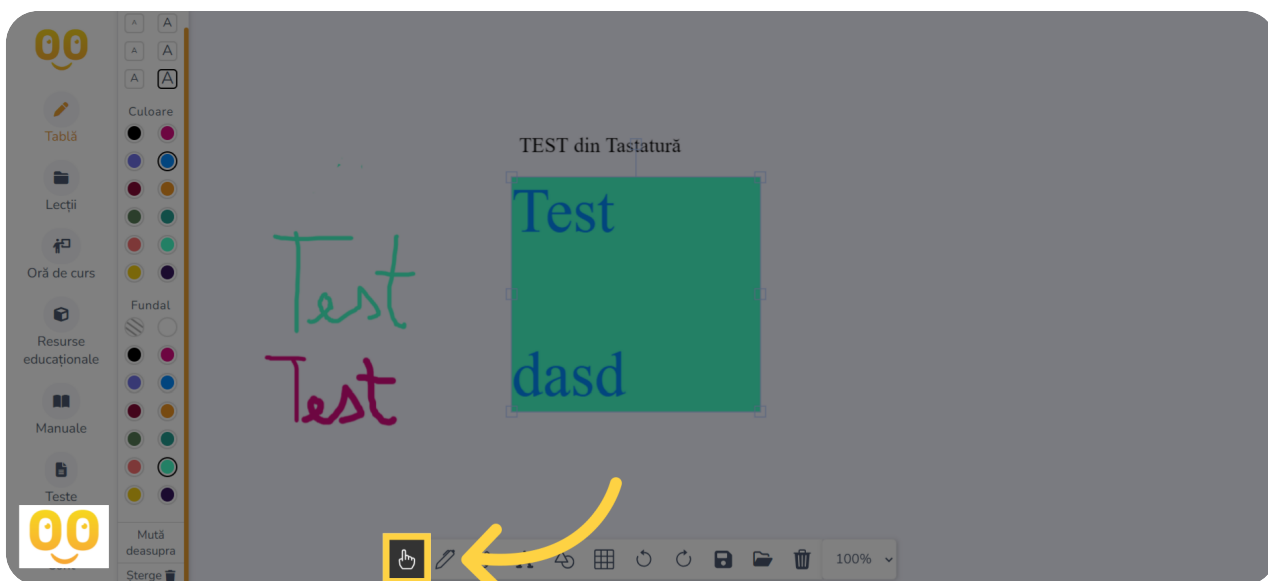 A A
A A
A A
Culoare
Fundal
Mută
deasupra
Șterge
Tablă
Lecții
Oră de curs
Resurse
educaționale
Manuale
Teste
TEST din Tastatură
Test
dasd
Test
Test
100%